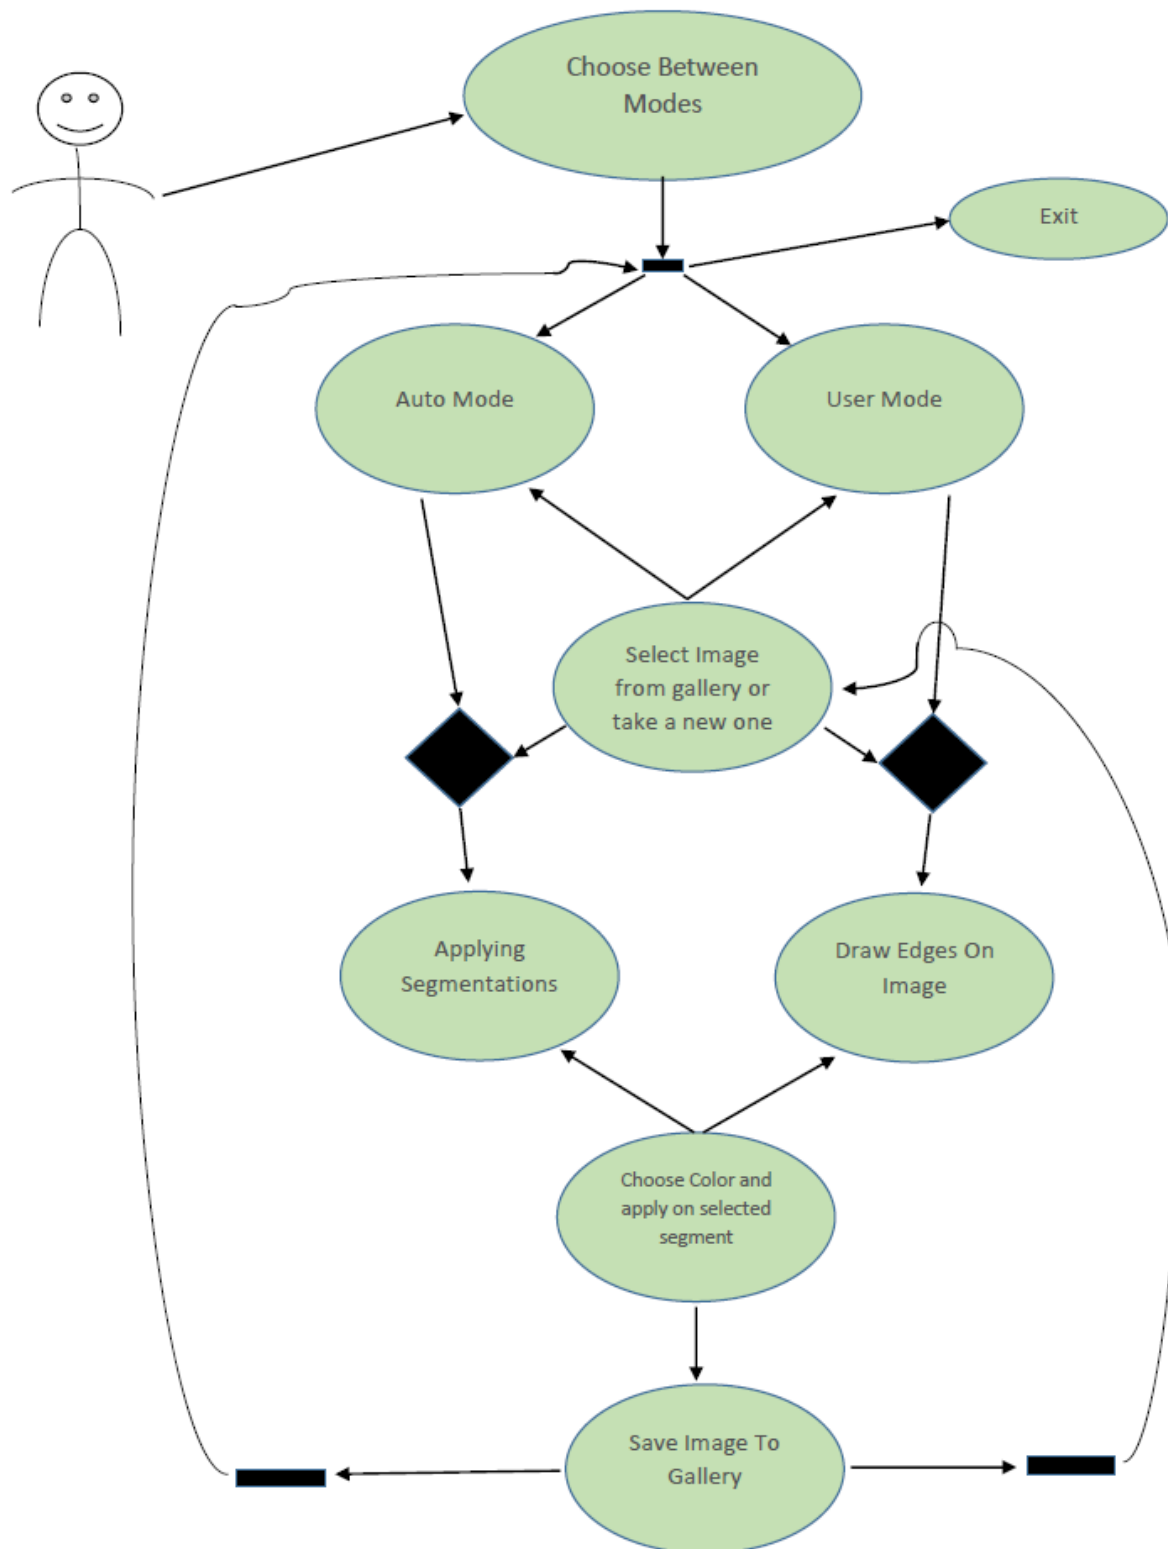 Choose Between
Modes
Exit
Auto Mode
User Mode
Select Image
from gallery or
take a new one
Applying
Segmentations
Draw Edges On
Image
Choose Color and
apply on selected
segment
Save Image To
Gallery